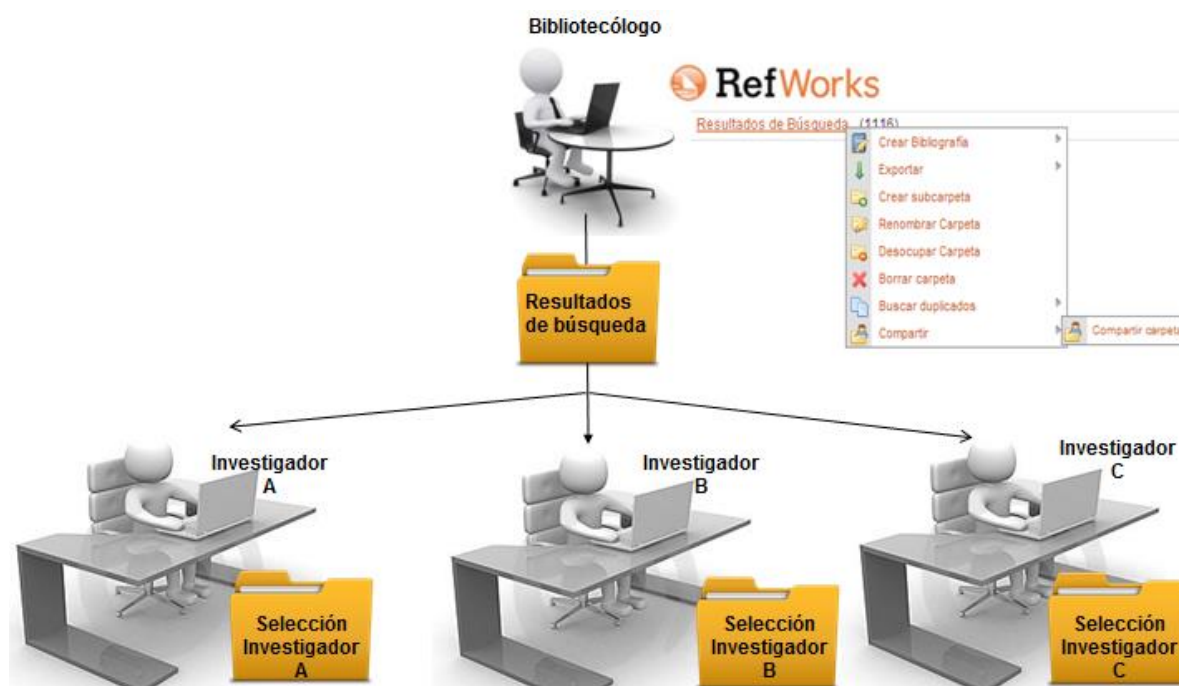 Bibliotecólogo
RefWorks
Resultados de Búsqueda (1116)
Crear Bibliografía
Exportar
Crear subcarpeta
Renombrar Carpeta
Desocupar Carpeta
Borrar carpeta
Buscar duplicados
Compartir
Compartir carpeta
Resultados
de búsqueda
Investigador
A
Investigador
B
Investigador
C
Selección
Investigador
A
Selección
Investigador
B
Selección
Investigador
C